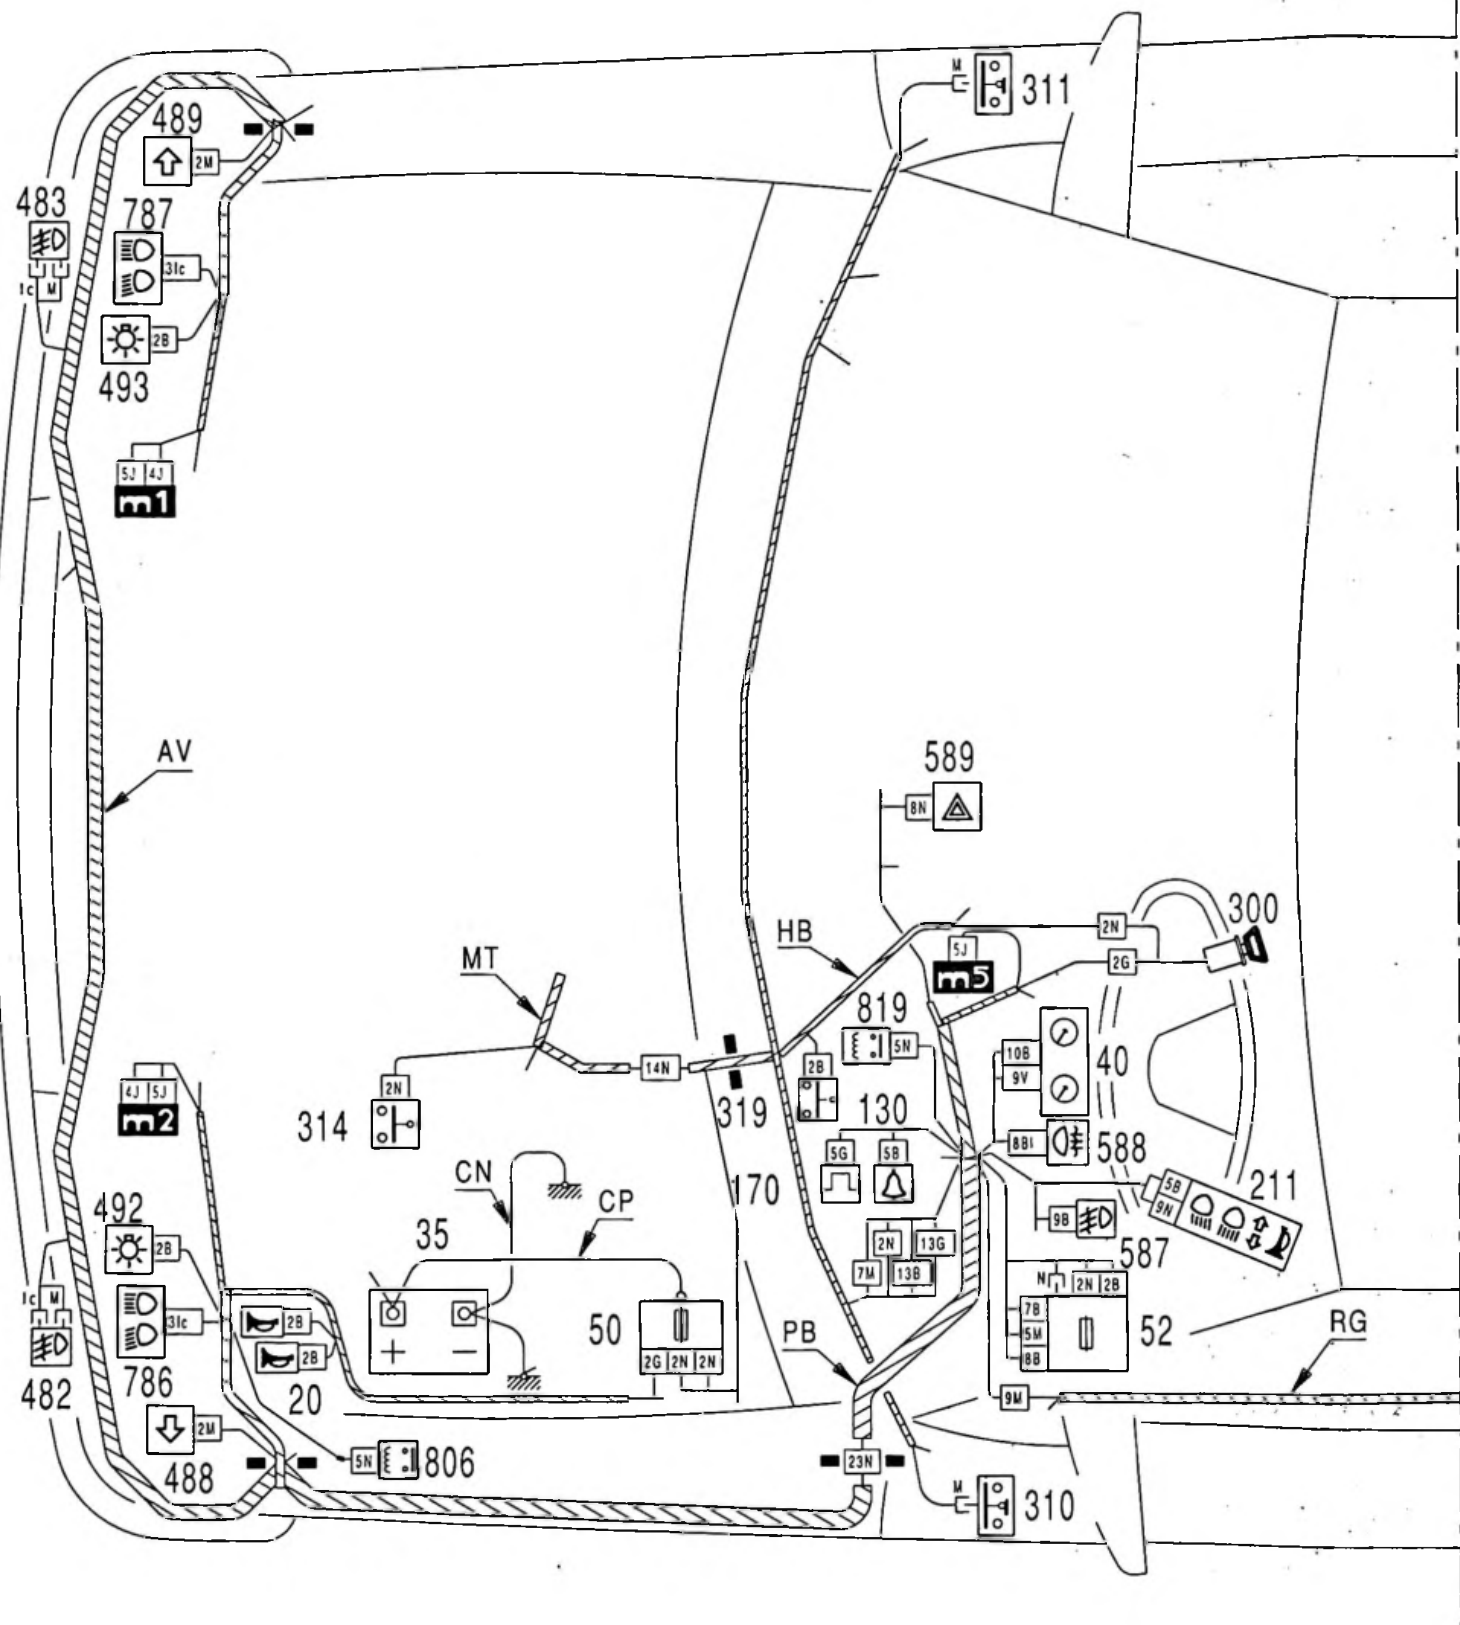 M
311
489
2M
483
787
1c
M
31c
2B
493
5J 4J
m1
AV
589
8N
HB
300
2N
5J
2G
m5
MT
819
5N
10B
9V
40
14N
2B
2N
314
319
130
4J 5J
m2
5G
5B
8B1
588
CN
CP
170
5B
9N
211
492
2B
35
2N
13G
9B
587
7M
13B
N
2N
2B
1c
M
31c
2B
50
PB
7B
5M
8B
52
RG
2B
2G 2N 2N
482
786
20
9M
2M
488
5N
806
23N
M
310